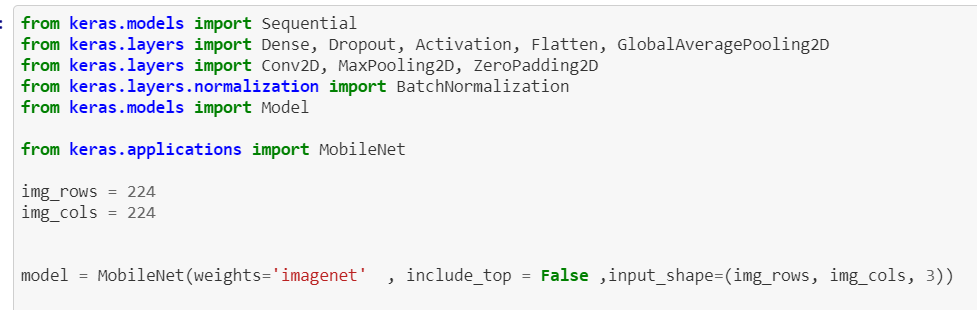 :
from keras.models import Sequential
from keras.layers import Dense, Dropout, Activation, Flatten, GlobalAveragePooling2D
from keras.layers import Conv2D, MaxPooling2D, ZeroPadding2D
from keras.layers.normalization import BatchNormalization
from keras.models import Model
from keras.applications import MobileNet
img_rows = 224
img_cols = 224
model = MobileNet(weights='imagenet'  , include_top = False ,input_shape=(img_rows, img_cols, 3))